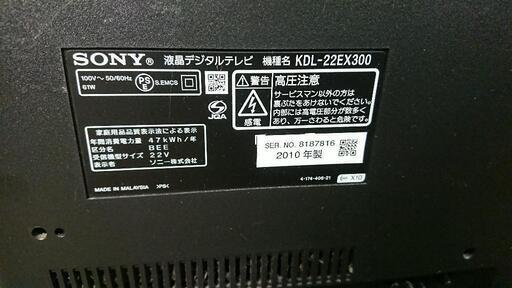 SONY® 液晶デジタルテレビ 機種名 KDL-22EX300
100V～ 50/60Hz
61W
PS
E
S.EMCS
JQA
警告
感電
高圧注意
サービスマン以外の方は
裏ぶたをあけないでください。
内部には高電圧部分が数多く
あり、万一さわると危険です。
家庭用品品質表示法による表示
年間消費電力量 47kWh/年
区分名 BEE
受信機型サイズ 22V
表示者 ソニー株式会社
SER. NO. 8187816
2010 年製
MADE IN MALAYSIA >PS<
4-174-406-21
X10